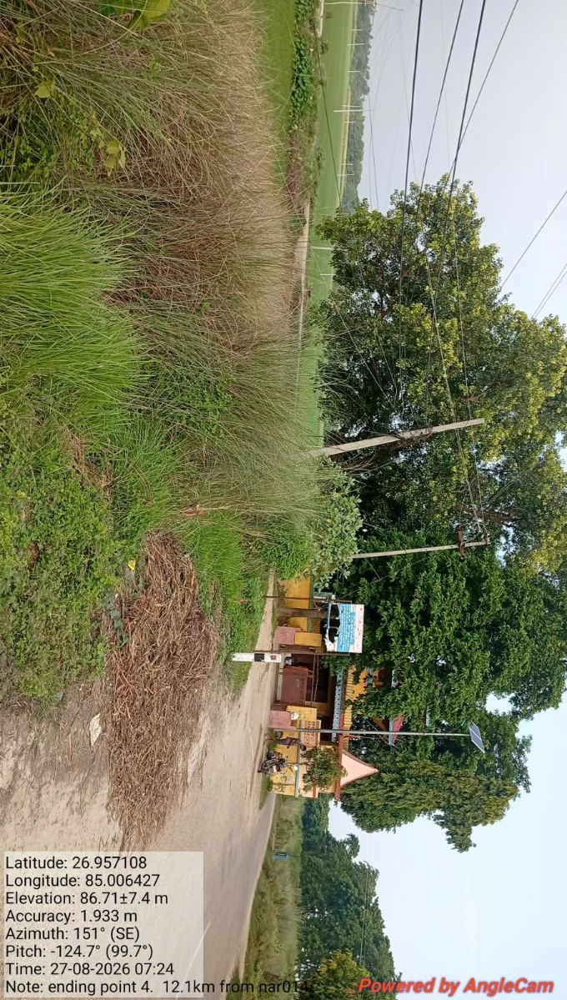 Latitude: 26.957108
Longitude: 85.006427
Elevation: 86.71±7.4 m
Accuracy: 1.933 m
Azimuth: 151° (SE)
Pitch: -124.7° (99.7°)
Time: 27-08-2026 07:24
Note: ending point 4. 12.1km from nar014
Powered by AngleCam